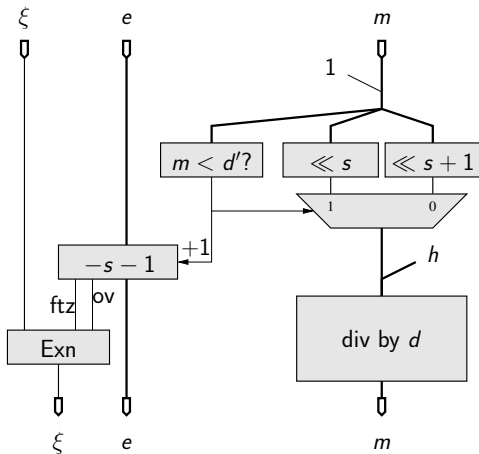 ξ e m
1
m < d′? ≪ s ≪ s + 1
1 0
+1
−s − 1
h
ftz ov
Exn
div by d
ξ e m